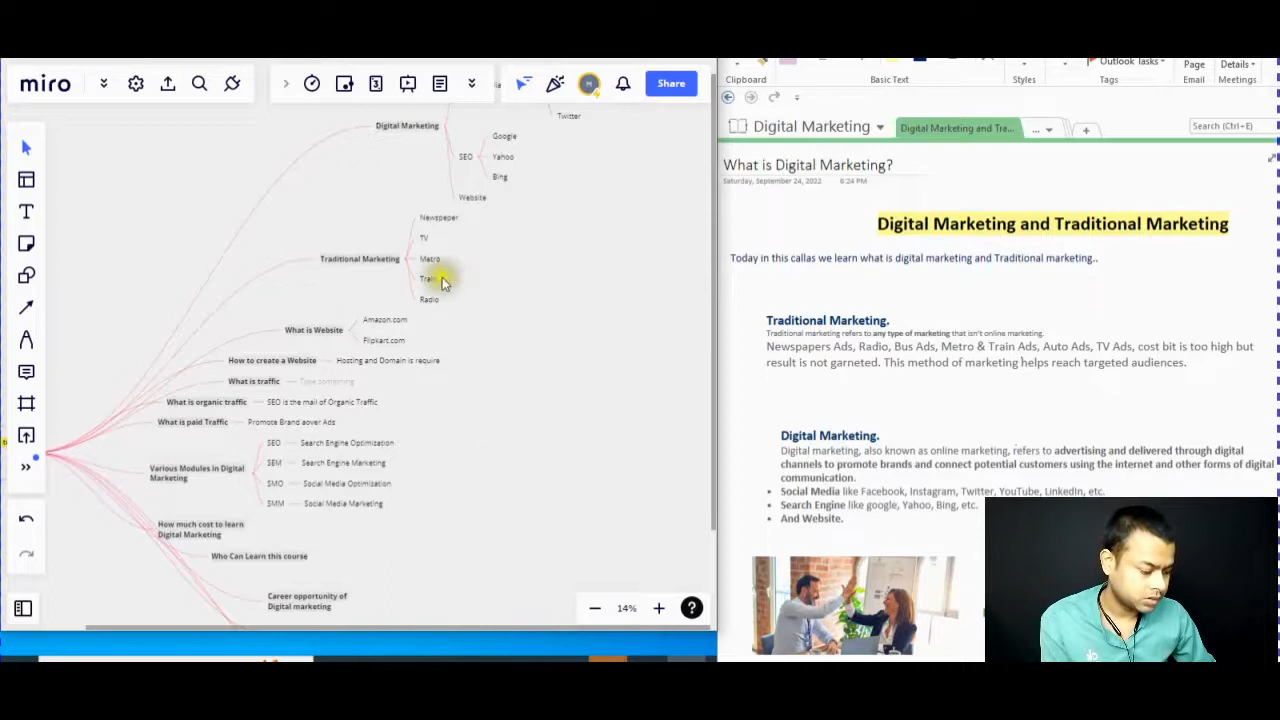 miro
Share
Twitter
Digital Marketing
Google
SEO
Yahoo
Bing
Website
Newspeper
TV
Traditional Marketing
Metro
Radio
Amazon.com
What is Website
Flipkart.com
How to create a Website
Hosting and Domain is require
What is traffic
Type something
What is organic traffic
SEO is the mail of Organic Traffic
What is paid Traffic
Promote Brand aover Ads
SEO
Search Engine Optimization
Various Modules in Digital
Marketing
SEM
Search Engine Marketing
SMO
Social Media Optimization
SMM
Social Media Marketing
How much cost to learn
Digital Marketing
Who Can Learn this course
Career opportunity of
Digital marketing
14%
Outlook Tasks
Page
Details
Clipboard
Basic Text
Styles
Tags
Email
Meetings
Digital Marketing
Digital Marketing and Tra...
...
Search (Ctrl+E)
What is Digital Marketing?
Saturday, September 24, 2022 6:24 PM
Digital Marketing and Traditional Marketing
Today in this callas we learn what is digital marketing and Traditional marketing..
Traditional Marketing.
Traditional marketing refers to any type of marketing that isn't online marketing.
Newspapers Ads, Radio, Bus Ads, Metro & Train Ads, Auto Ads, TV Ads, cost bit is too high but
result is not garneted. This method of marketing helps reach targeted audiences.
Digital Marketing.
Digital marketing, also known as online marketing, refers to advertising and delivered through digital
channels to promote brands and connect potential customers using the internet and other forms of digital
communication.
• Social Media like Facebook, Instagram, Twitter, YouTube, LinkedIn, etc.
• Search Engine like google, Yahoo, Bing, etc.
• And Website.